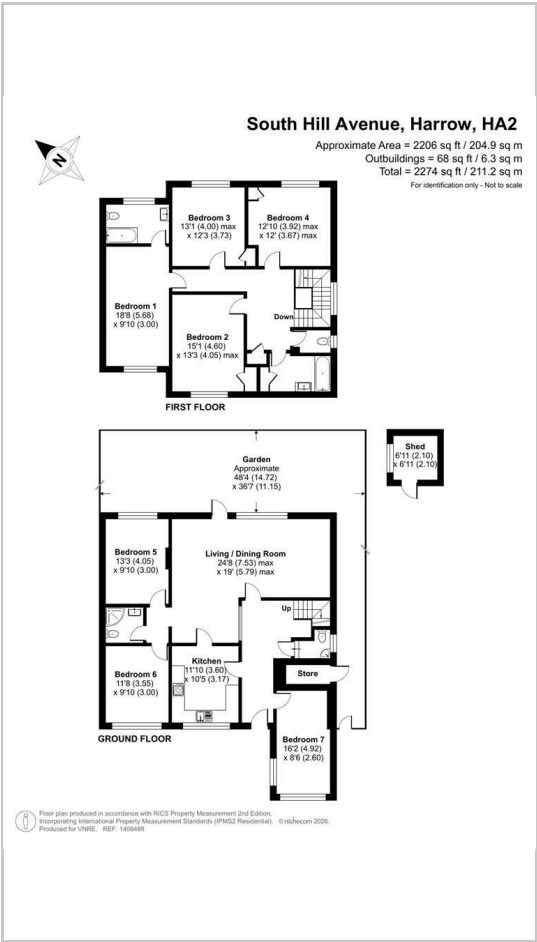 South Hill Avenue, Harrow, HA2
Approximate Area = 2206 sq ft / 204.9 sq m
Outbuildings = 68 sq ft / 6.3 sq m
Total = 2274 sq ft / 211.2 sq m
For identification only - Not to scale
N
Bedroom 3
13'1 (4.00) max
x 12'3 (3.73)
Bedroom 4
12'10 (3.92) max
x 12' (3.67) max
Bedroom 1
18'8 (5.68)
x 9'10 (3.00)
Down
Bedroom 2
15'1 (4.60)
x 13'3 (4.05) max
FIRST FLOOR
Garden
Approximate
48'4 (14.72)
x 36'7 (11.15)
Shed
6'11 (2.10)
x 6'11 (2.10)
Bedroom 5
13'3 (4.05)
x 9'10 (3.00)
Living / Dining Room
24'8 (7.53) max
x 19' (5.79) max
Up
Kitchen
11'10 (3.60)
x 10'5 (3.17)
Bedroom 6
11'8 (3.55)
x 9'10 (3.00)
Store
Bedroom 7
16'2 (4.92)
x 8'6 (2.60)
GROUND FLOOR
Floor plan produced in accordance with RICS Property Measurement 2nd Edition,
Incorporating International Property Measurement Standards (IPMS2 Residential). © nichecom 2026.
Produced for VNRE. REF: 1408488